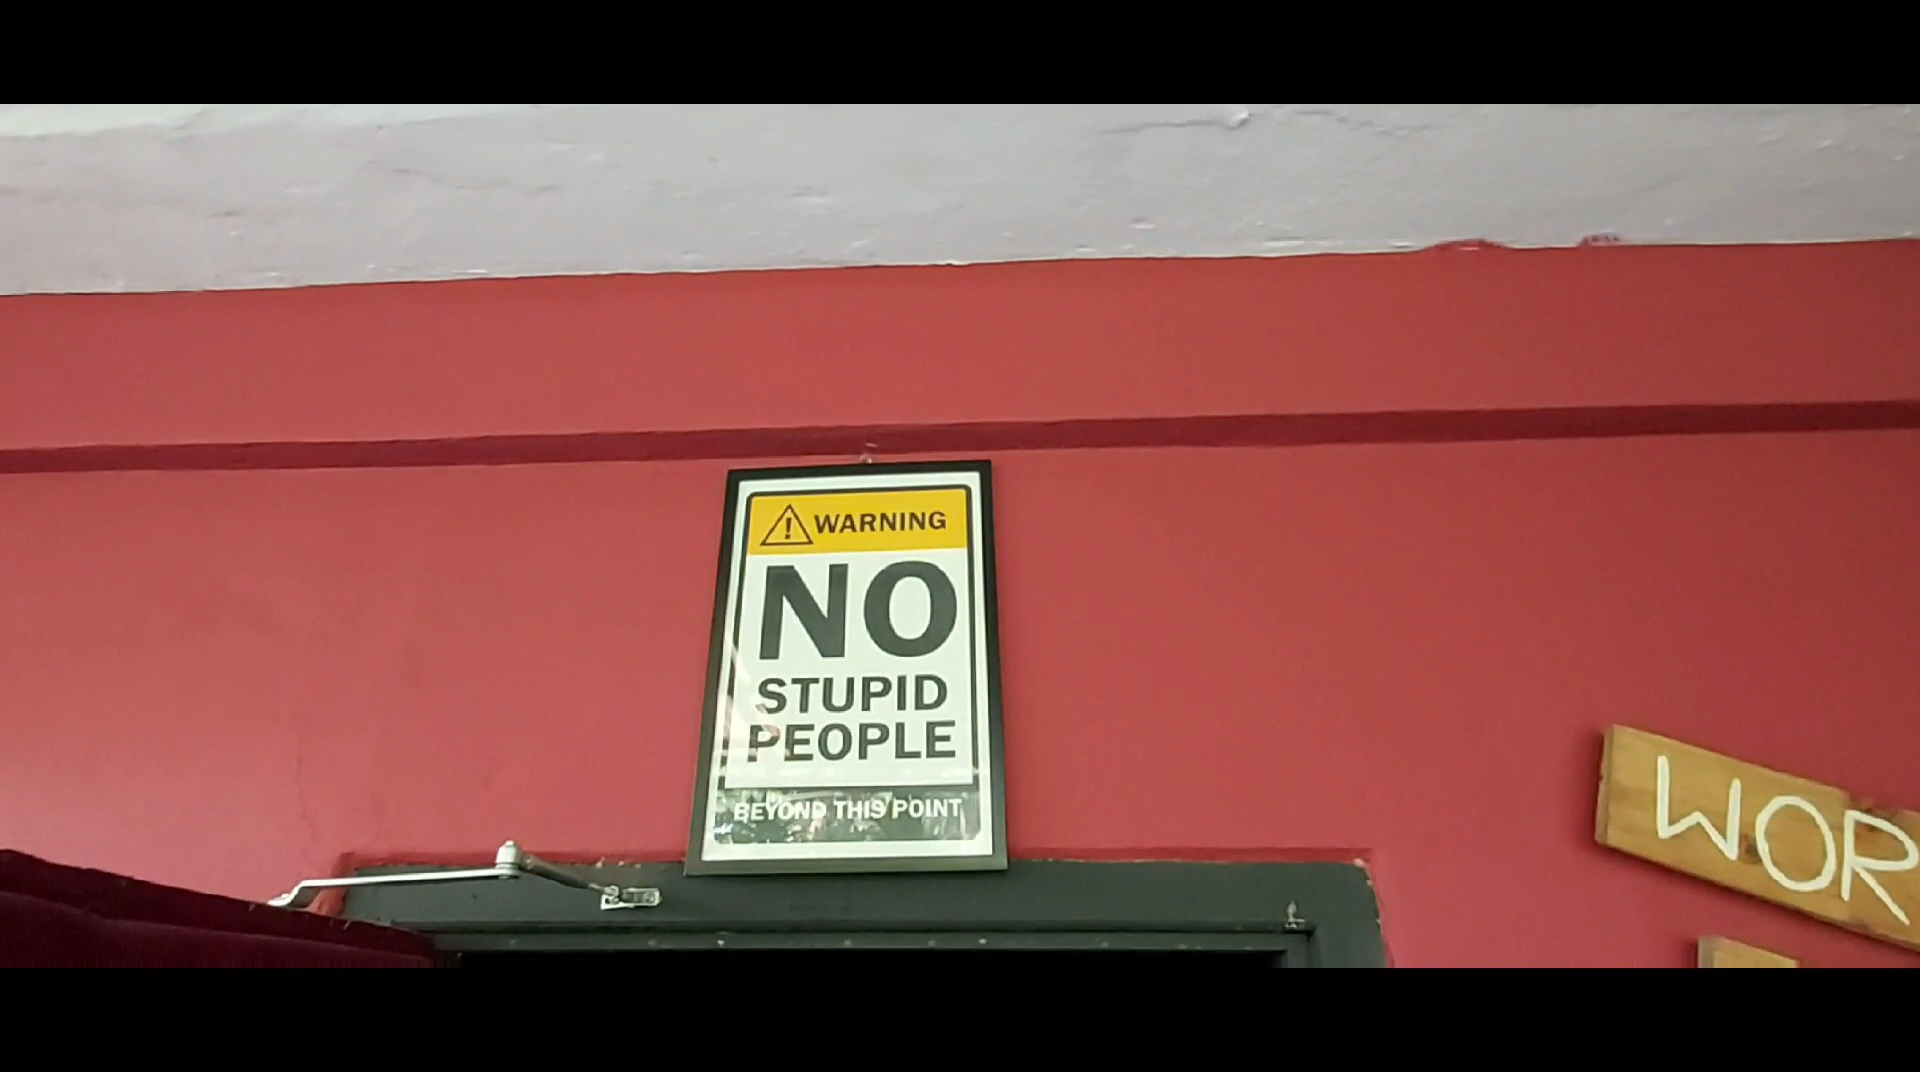 WARNING
NO
STUPID
PEOPLE
BEYOND THIS POINT
WOR